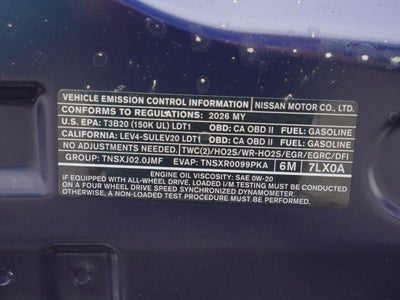 VEHICLE EMISSION CONTROL INFORMATION NISSAN MOTOR CO., LTD.
CONFORMS TO REGULATIONS: 2026 MY
U.S. EPA: T3B20 (150K UL) LDT1 OBD: CA OBD II FUEL: GASOLINE
CALIFORNIA: LEV4-SULEV20 LDT1 OBD: CA OBD II FUEL: GASOLINE
NO ADJUSTMENTS NEEDED. TWC(2)/HO2S/WR-HO2S/EGR/EGRC/DFI
GROUP: TNSXJ02.0JMF EVAP: TNSXR0099PKA 6M 7LX0A
ENGINE OIL VISCOSITY: SAE 0W-20
IF EQUIPPED WITH ALL-WHEEL DRIVE, LOADED I/M TESTING MUST BE CONDUCTED
ON A FOUR WHEEL DRIVE SPEED SYNCHRONIZED DYNAMOMETER.
OTHERWISE, A NON-LOADED TEST PROCEDURE MUST BE PERFORMED.